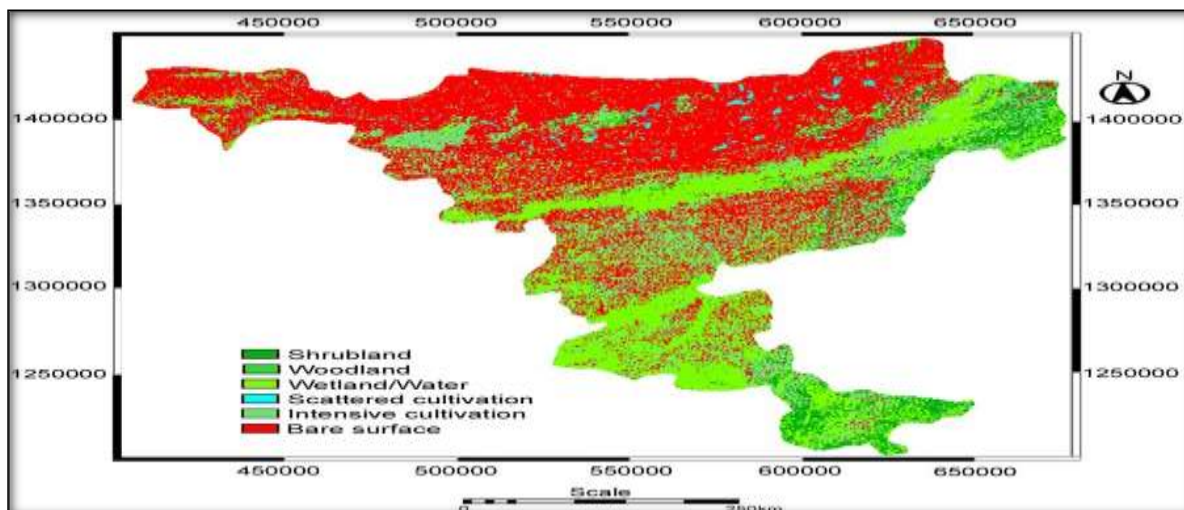 450000 500000 550000 600000 650000
N
1400000 1400000
1350000 1350000
1300000 1300000
1250000 1250000
Shrubland
Woodland
Wetland/Water
Scattered cultivation
Intensive cultivation
Bare surface
450000 500000 550000 600000 650000
Scale
0